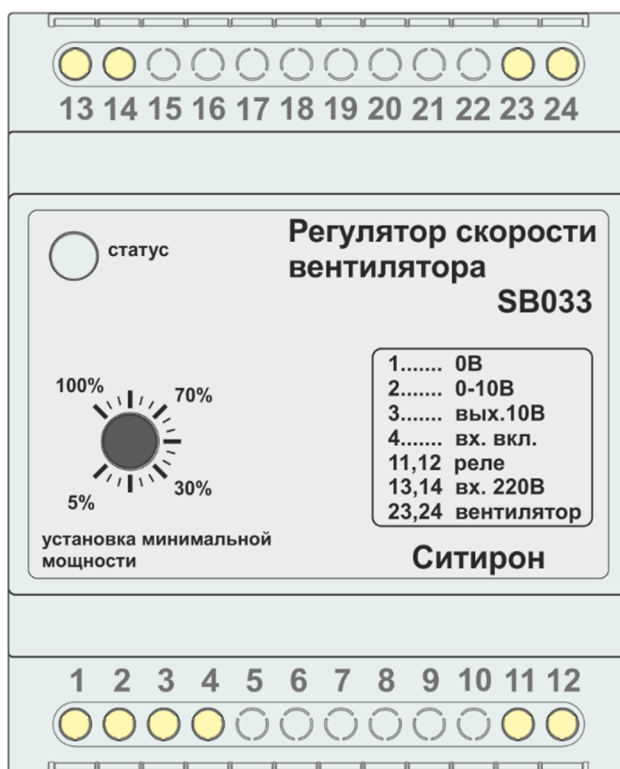 13 14 15 16 17 18 19 20 21 22 23 24
статус
Регулятор скорости
вентилятора
SB033
100%
70%
5%
30%
установка минимальной
мощности
1....... 0В
2....... 0-10В
3....... вых.10В
4....... вх. вкл.
11,12 реле
13,14 вх. 220В
23,24 вентилятор
Ситирон
1 2 3 4 5 6 7 8 9 10 11 12